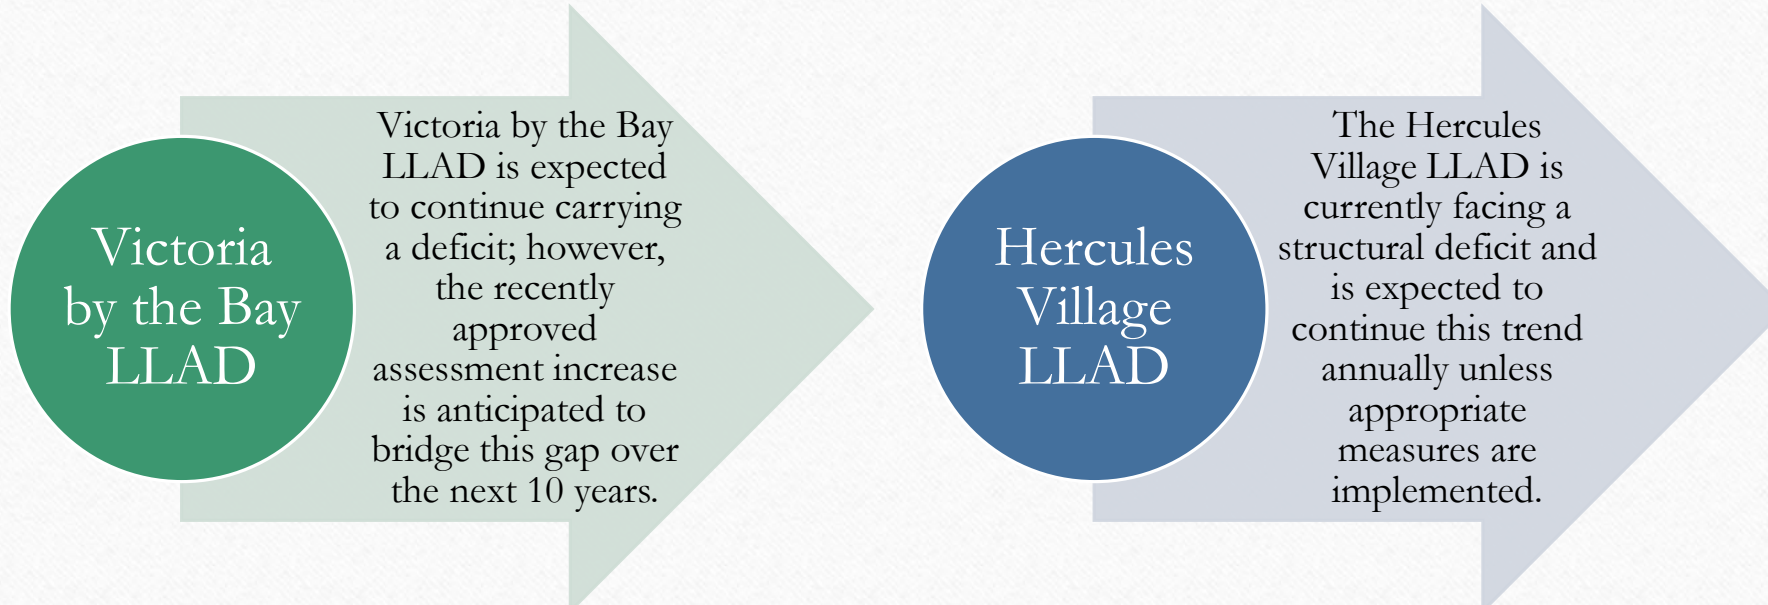 Victoria
by the Bay
LLAD
Victoria by the Bay
LLAD is expected
to continue carrying
a deficit; however,
the recently
approved
assessment increase
is anticipated to
bridge this gap over
the next 10 years.
Hercules
Village
LLAD
The Hercules
Village LLAD is
currently facing a
structural deficit and
is expected to
continue this trend
annually unless
appropriate
measures are
implemented.